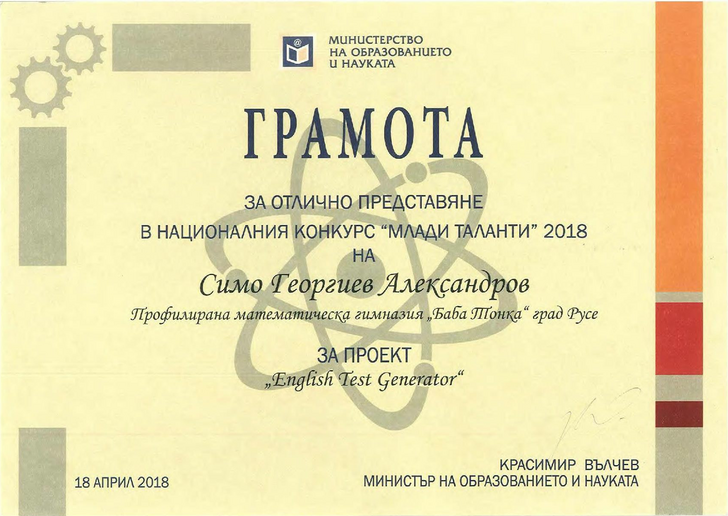 МИНИСТЕРСТВО
НА ОБРАЗОВАНИЕТО
И НАУКАТА
ГРАМОТА
ЗА ОТЛИЧНО ПРЕДСТАВЯНЕ
В НАЦИОНАЛНИЯ КОНКУРС “МЛАДИ ТАЛАНТИ” 2018
НА
Симо Георгиев Александров
Профилирана математическа гимназия „Баба Тонка“ град Русе
ЗА ПРОЕКТ
„English Test Generator“
КРАСИМИР ВЪЛЧЕВ
18 АПРИЛ 2018
МИНИСТЪР НА ОБРАЗОВАНИЕТО И НАУКАТА